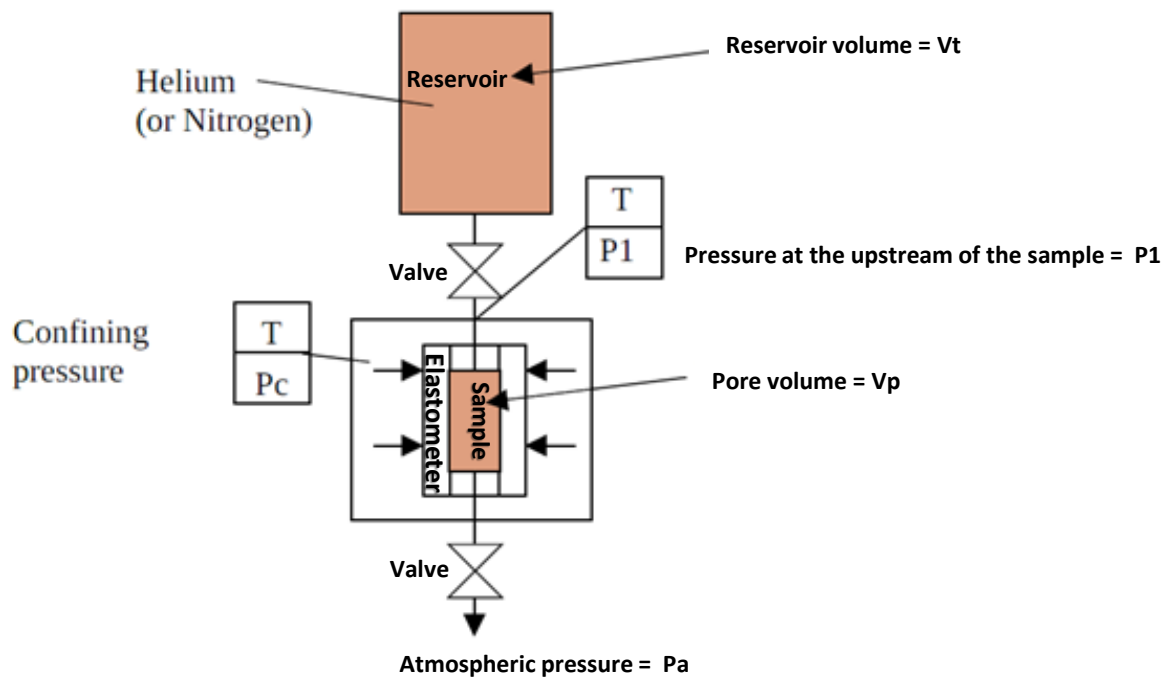 Reservoir volume = Vt
Reservoir
Helium
(or Nitrogen)
T
P1
Valve
Pressure at the upstream of the sample =  P1
Confining
pressure
T
Pc
Elastometer
Sample
Pore volume = Vp
Valve
Atmospheric pressure =  Pa